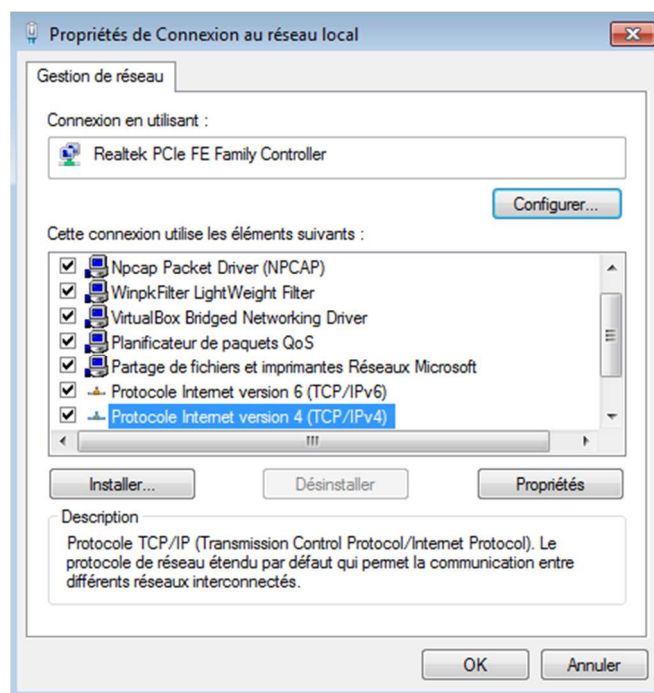 Propriétés de Connexion au réseau local
Gestion de réseau
Connexion en utilisant :
Realtek PCIe FE Family Controller
Configurer...
Cette connexion utilise les éléments suivants :
Npcap Packet Driver (NPCAP)
WinpkFilter LightWeight Filter
VirtualBox Bridged Networking Driver
Planificateur de paquets QoS
Partage de fichiers et imprimantes Réseaux Microsoft
Protocole Internet version 6 (TCP/IPv6)
Protocole Internet version 4 (TCP/IPv4)
Installer... Désinstaller Propriétés
Description
Protocole TCP/IP (Transmission Control Protocol/Internet Protocol). Le
protocole de réseau étendu par défaut qui permet la communication entre
différents réseaux interconnectés.
OK Annuler